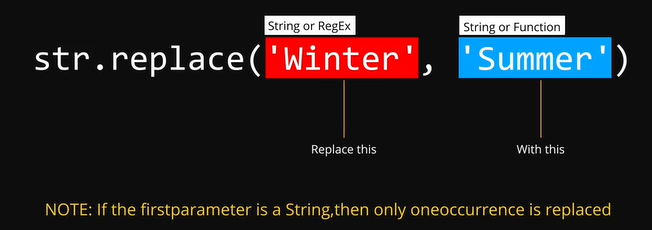 String or RegEx String or Function
str.replace('Winter', 'Summer')
Replace this With this
NOTE: If the firstparameter is a String,then only oneoccurrence is replaced